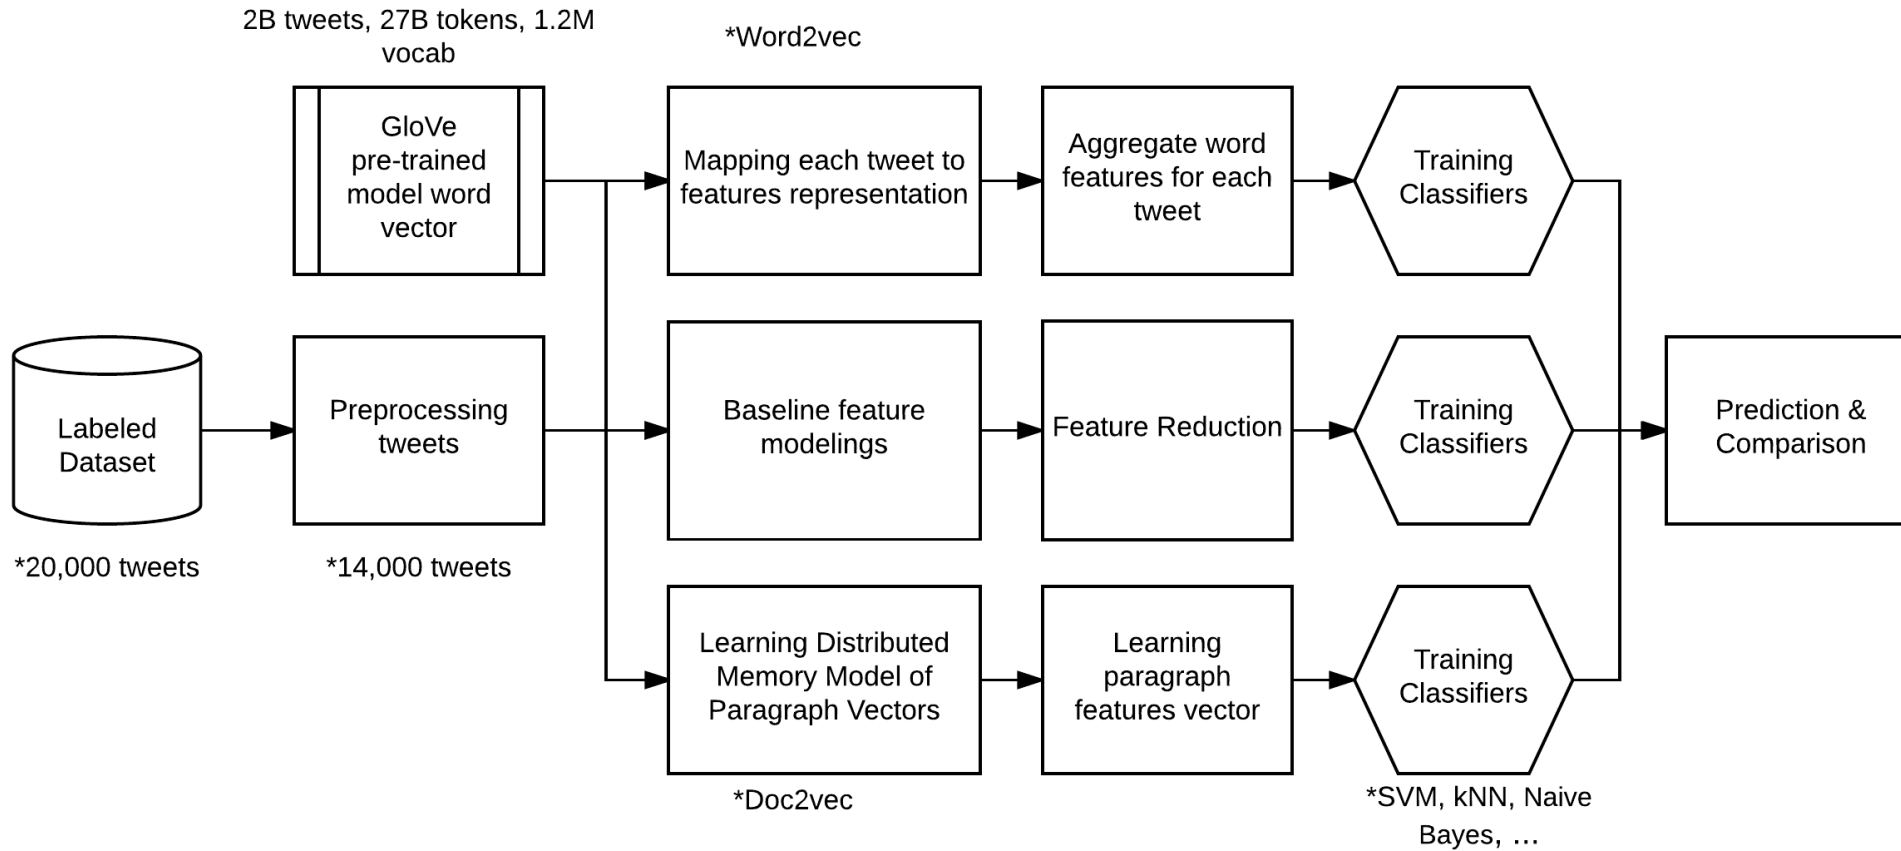 2B tweets, 27B tokens, 1.2M
vocab
*Word2vec
GloVe
pre-trained
model word
vector
Mapping each tweet to
features representation
Aggregate word
features for each
tweet
Training
Classifiers
Labeled
Dataset
*20,000 tweets
Preprocessing
tweets
*14,000 tweets
Baseline feature
modelings
Feature Reduction
Training
Classifiers
Prediction &
Comparison
Learning Distributed
Memory Model of
Paragraph Vectors
*Doc2vec
Learning
paragraph
features vector
Training
Classifiers
*SVM, kNN, Naive
Bayes, ...